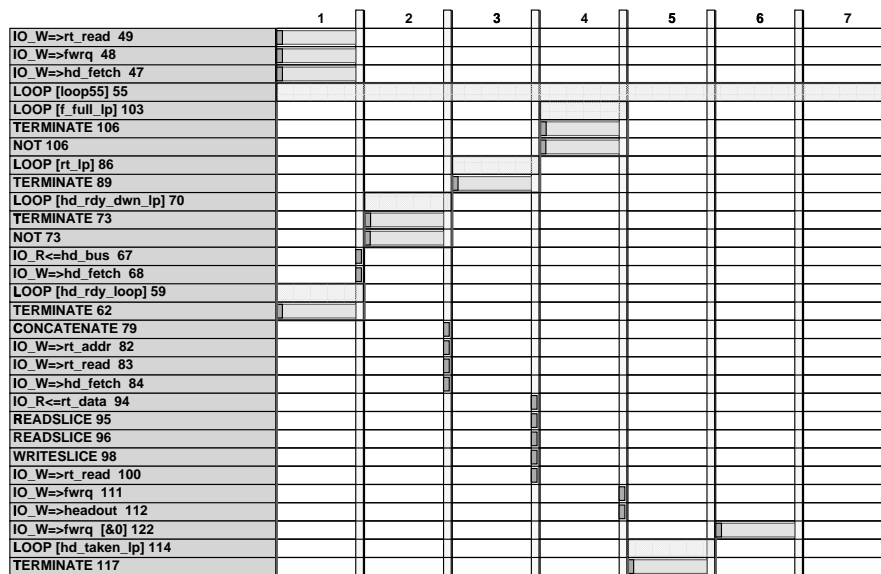 1 2 3 4 5 6 7
IO_W=>rt_read 49
IO_W=>fwrq 48
IO_W=>hd_fetch 47
LOOP [loop55] 55
LOOP [f_full_lp] 103
TERMINATE 106
NOT 106
LOOP [rt_lp] 86
TERMINATE 89
LOOP [hd_rdy_dwn_lp] 70
TERMINATE 73
NOT 73
IO_R<=hd_bus 67
IO_W=>hd_fetch 68
LOOP [hd_rdy_loop] 59
TERMINATE 62
CONCATENATE 79
IO_W=>rt_addr 82
IO_W=>rt_read 83
IO_W=>hd_fetch 84
IO_R<=rt_data 94
READSLICE 95
READSLICE 96
WRITESLICE 98
IO_W=>rt_read 100
IO_W=>fwrq 111
IO_W=>headout 112
IO_W=>fwrq [&0] 122
LOOP [hd_taken_lp] 114
TERMINATE 117